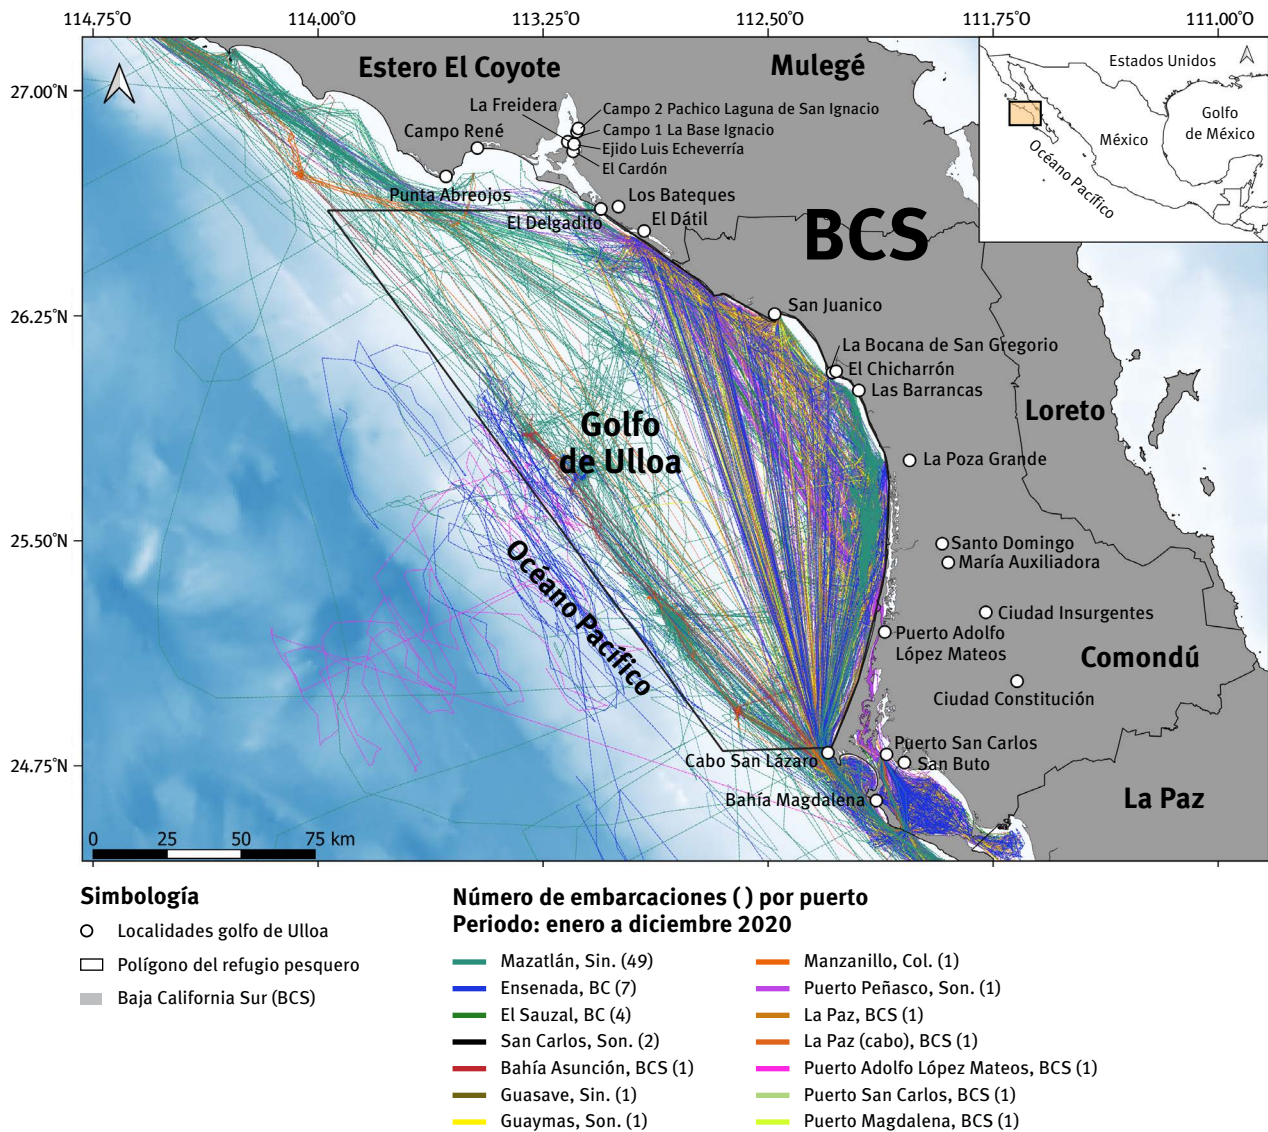 114.75°0
114.00°0
113.25°0
112.50°0
111.75°0
111.00°0
27.00°N
26.25°N
25.50°N
24.75°N
Estero El Coyote
Mulegé
Estados Unidos
Golfo
de México
México
Océano Pacífico
La Freidera
Campo 2 Pachico Laguna de San Ignacio
Campo 1 La Base Ignacio
Campo René
Ejido Luis Echeverría
El Cardón
Punta Abreojos
Los Bateques
El Delgadito
El Dátil
BCS
San Juanico
La Bocana de San Gregorio
El Chicharrón
Las Barrancas
Loreto
Golfo
de Ulloa
La Poza Grande
Océano Pacífico
Santo Domingo
María Auxiliadora
Ciudad Insurgentes
Puerto Adolfo
López Mateos
Comondú
Ciudad Constitución
Puerto San Carlos
Cabo San Lázaro
San Buto
Bahía Magdalena
La Paz
0 25 50 75 km
Simbología
Localidades golfo de Ulloa
Polígono del refugio pesquero
Baja California Sur (BCS)
Número de embarcaciones ( ) por puerto
Periodo: enero a diciembre 2020
Mazatlán, Sin. (49)
Ensenada, BC (7)
El Sauzal, BC (4)
San Carlos, Son. (2)
Bahía Asunción, BCS (1)
Guasave, Sin. (1)
Guaymas, Son. (1)
Manzanillo, Col. (1)
Puerto Peñasco, Son. (1)
La Paz, BCS (1)
La Paz (cabo), BCS (1)
Puerto Adolfo López Mateos, BCS (1)
Puerto San Carlos, BCS (1)
Puerto Magdalena, BCS (1)